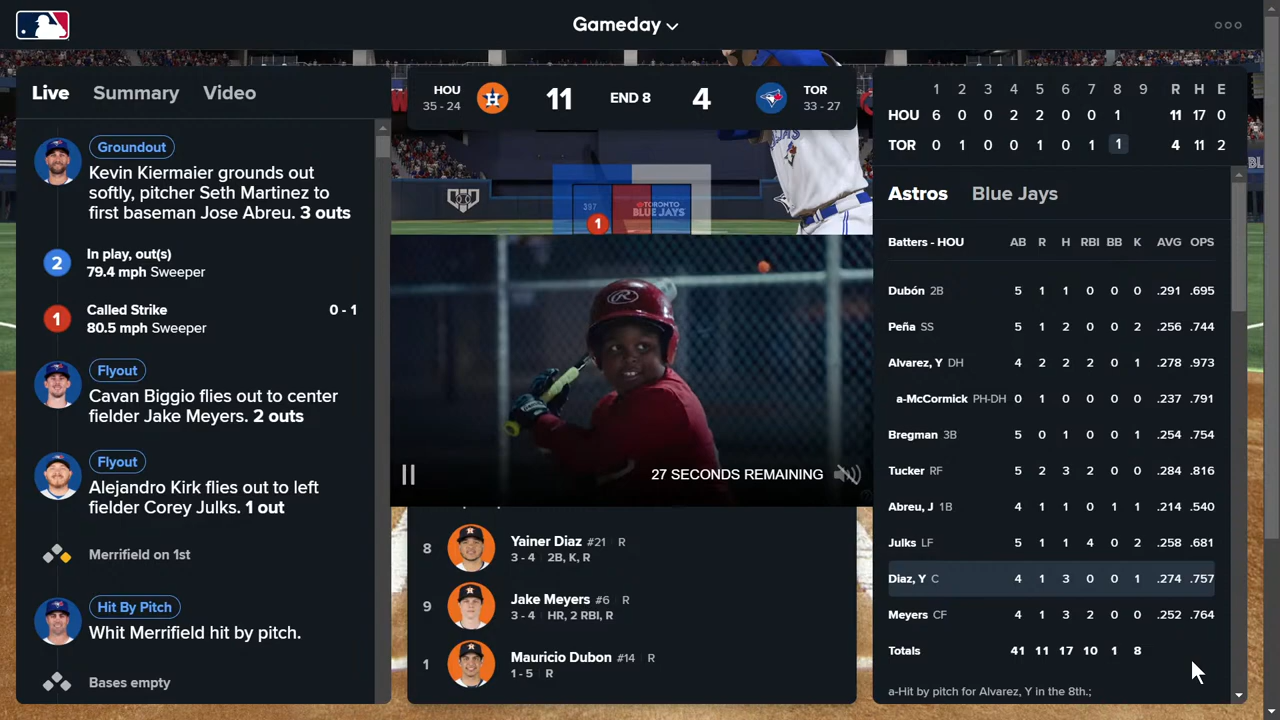 Gameday
Live Summary Video
Groundout
Kevin Kiermaier grounds out
softly, pitcher Seth Martinez to
first baseman Jose Abreu. 3 outs
2
In play, out(s)
79.4 mph Sweeper
1
Called Strike 0 - 1
80.5 mph Sweeper
Flyout
Cavan Biggio flies out to center
fielder Jake Meyers. 2 outs
Flyout
Alejandro Kirk flies out to left
fielder Corey Julks. 1 out
Merrifield on 1st
Hit By Pitch
Whit Merrifield hit by pitch.
Bases empty
HOU
35 - 24
11
END 8
4
TOR
33 - 27
397
TORONTO
BLUE JAYS
1
27 SECONDS REMAINING
8 Yainer Diaz #21 R
3 - 4 | 2B, K, R
9 Jake Meyers #6 R
3 - 4 | HR, 2 RBI, R
1 Mauricio Dubon #14 R
1 - 5 | R
1 2 3 4 5 6 7 8 9 R H E
HOU 6 0 0 2 2 0 0 1 11 17 0
TOR 0 1 0 0 1 0 1 1 4 11 2
Astros Blue Jays
Batters - HOU AB R H RBI BB K AVG OPS
Dubón 2B 5 1 1 0 0 0 .291 .695
Peña SS 5 1 2 0 0 2 .256 .744
Alvarez, Y DH 4 2 2 2 0 1 .278 .973
a-McCormick PH-DH 0 1 0 0 0 0 .237 .791
Bregman 3B 5 0 1 0 0 1 .254 .754
Tucker RF 5 2 3 2 0 0 .284 .816
Abreu, J 1B 4 1 1 0 1 1 .214 .540
Julks LF 5 1 1 4 0 2 .258 .681
Diaz, Y C 4 1 3 0 0 1 .274 .757
Meyers CF 4 1 3 2 0 0 .252 .764
Totals 41 11 17 10 1 8
a-Hit by pitch for Alvarez, Y in the 8th.;